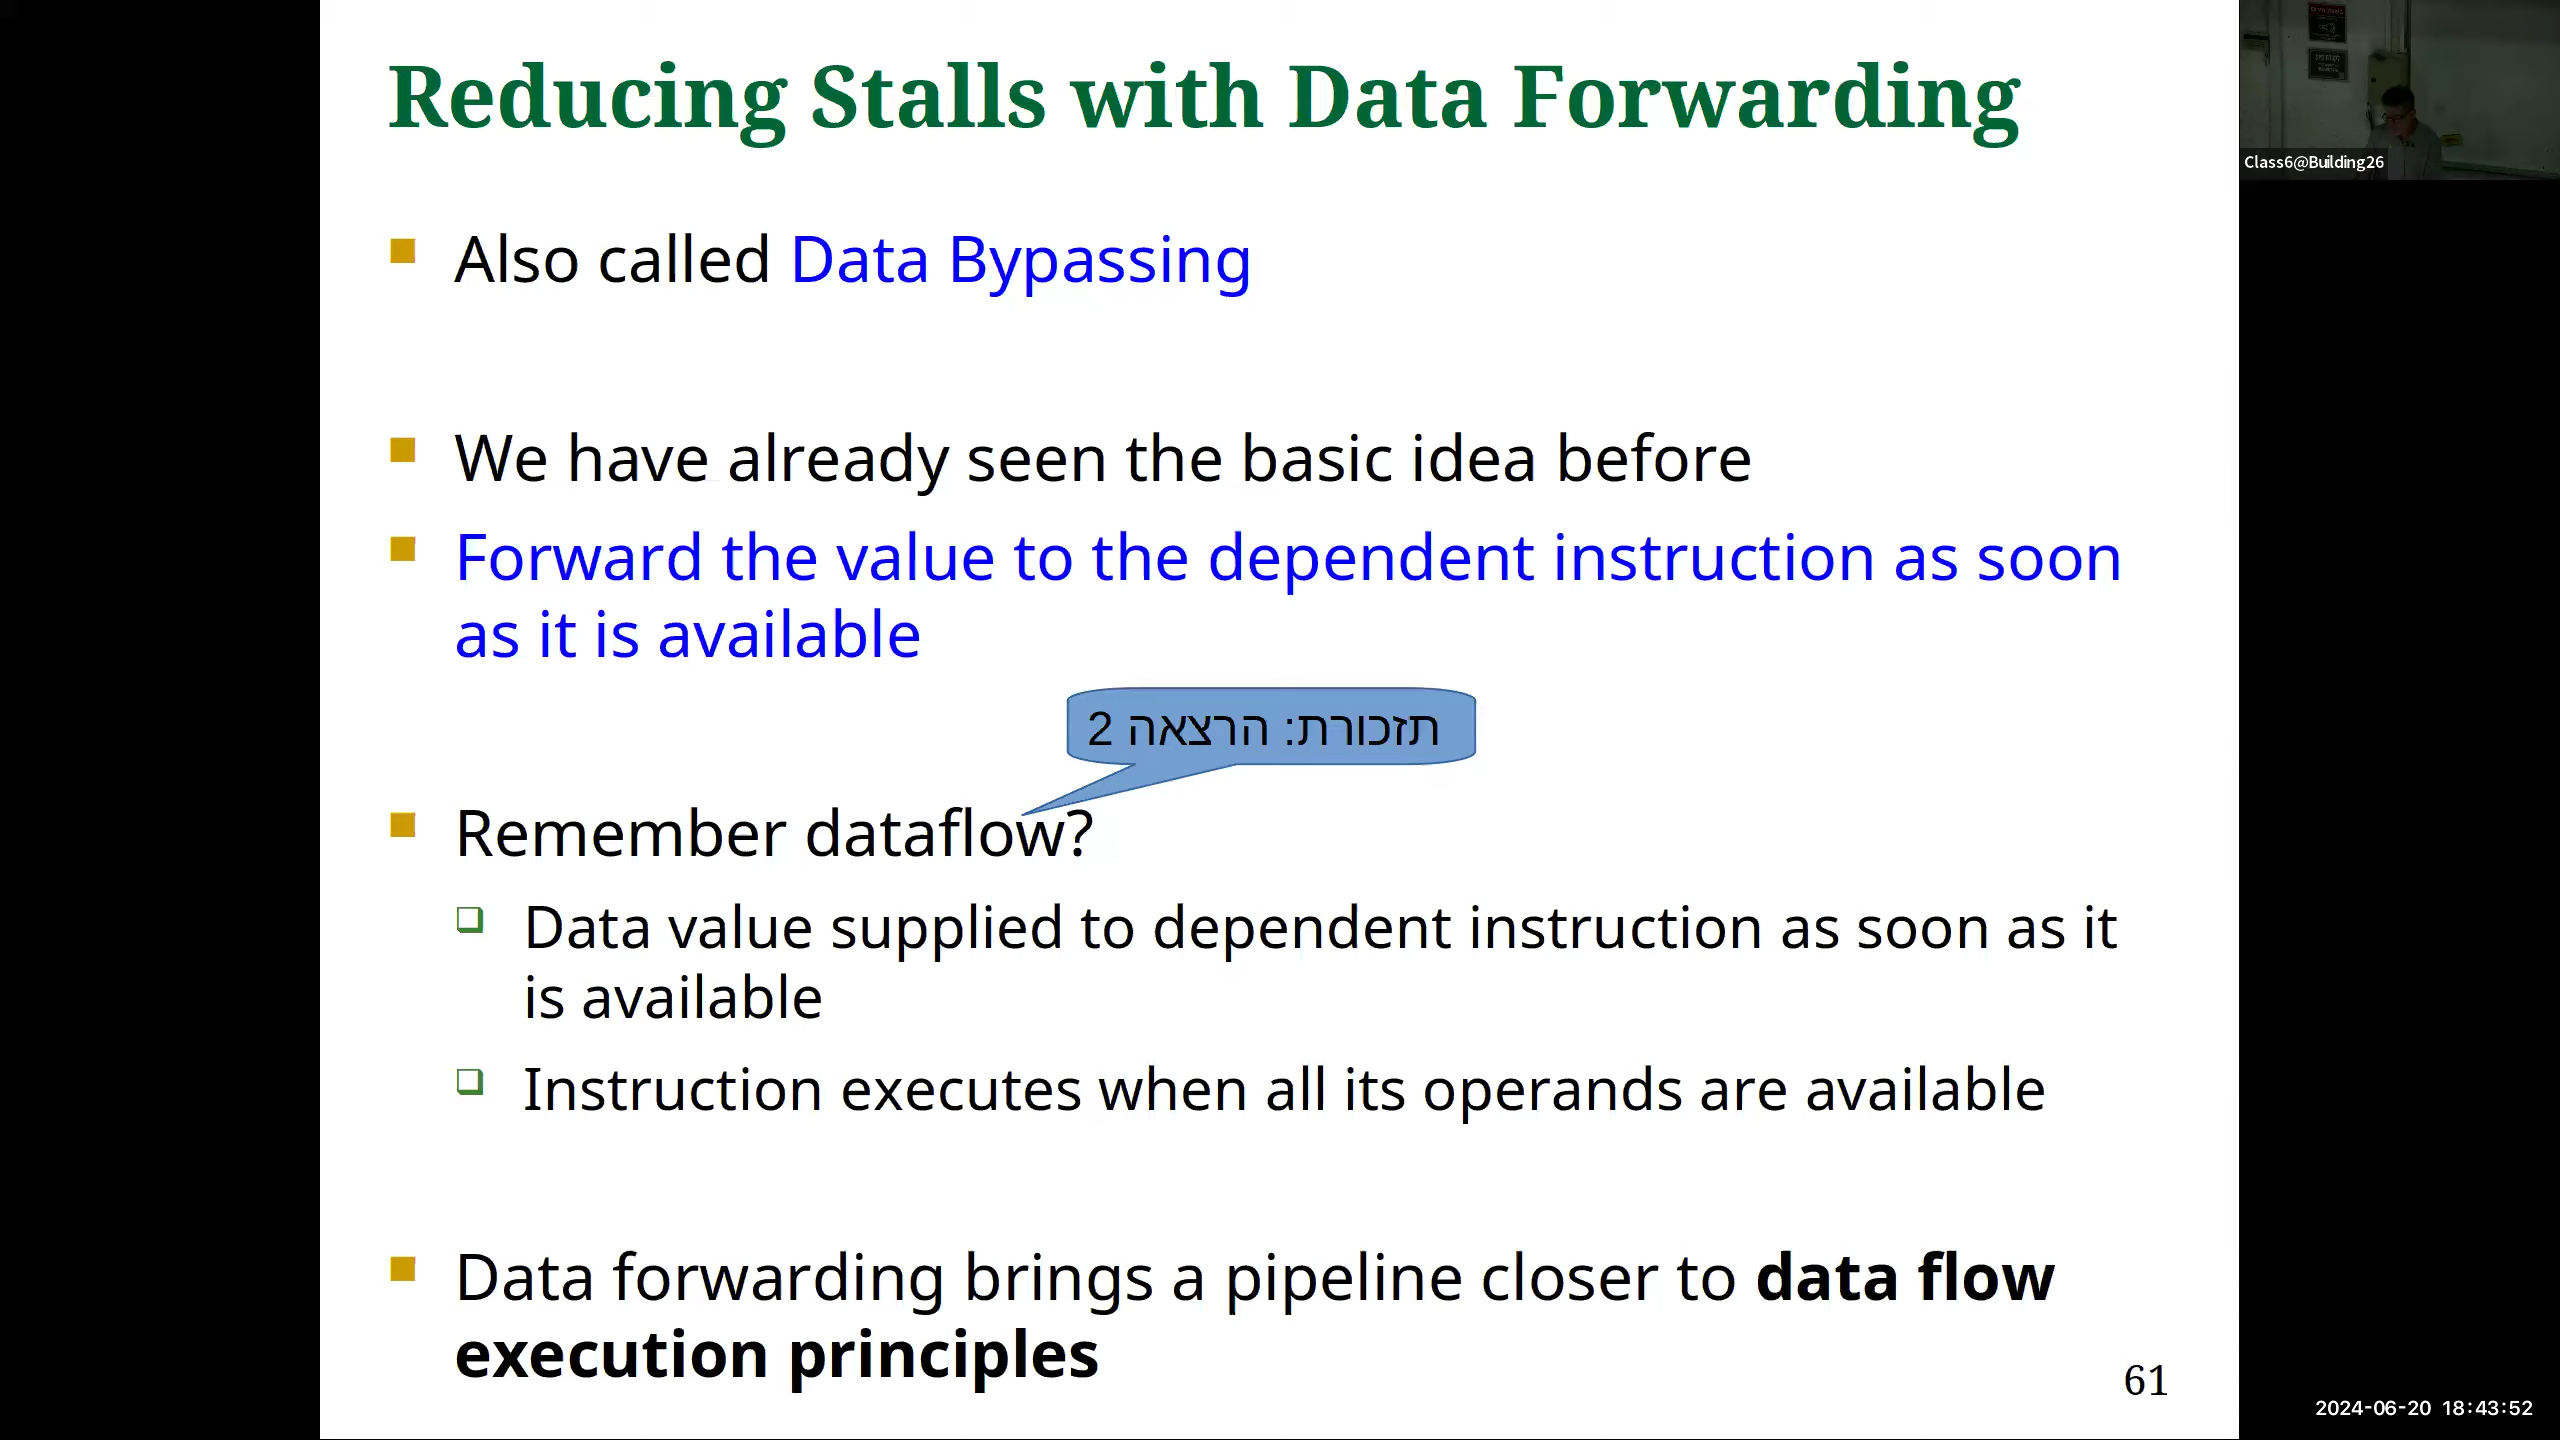 Reducing Stalls with Data Forwarding
Also called Data Bypassing
We have already seen the basic idea before
Forward the value to the dependent instruction as soon
as it is available
תזכורת: הרצאה 2
Remember dataflow?
Data value supplied to dependent instruction as soon as it
is available
Instruction executes when all its operands are available
Data forwarding brings a pipeline closer to data flow
execution principles
61
Class6@Building26
2024-06-20 18:43:52